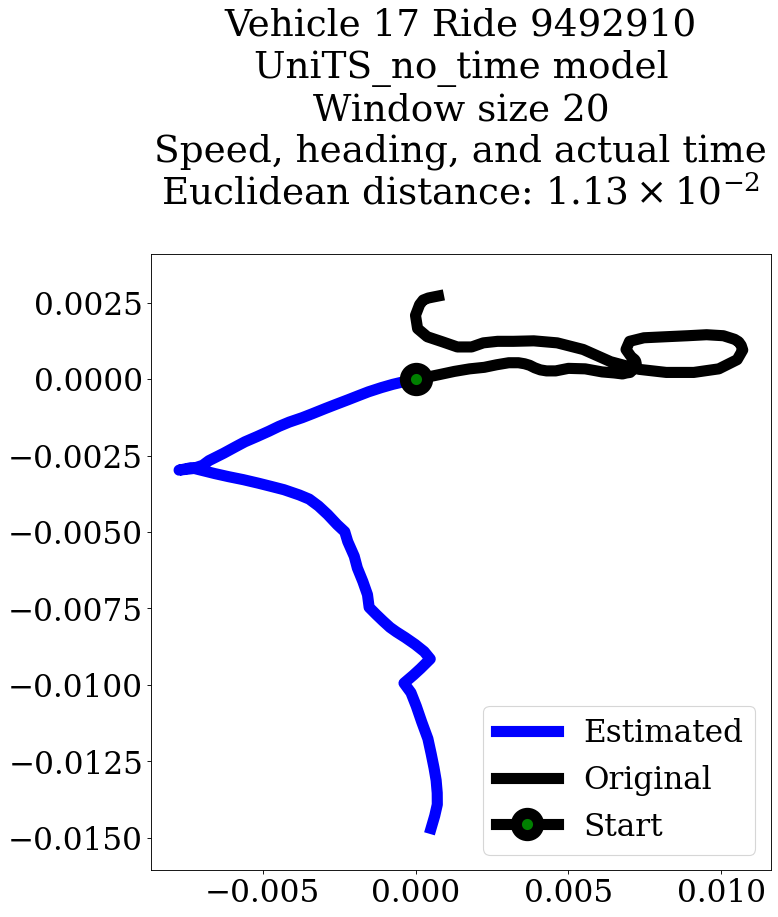 Vehicle 17 Ride 9492910
UniTS_no_time model
Window size 20
Speed, heading, and actual time
Euclidean distance: 1.13 × 10⁻²
0.0025
0.0000
−0.0025
−0.0050
−0.0075
−0.0100
−0.0125
−0.0150
Estimated
Original
Start
−0.005
0.000
0.005
0.010